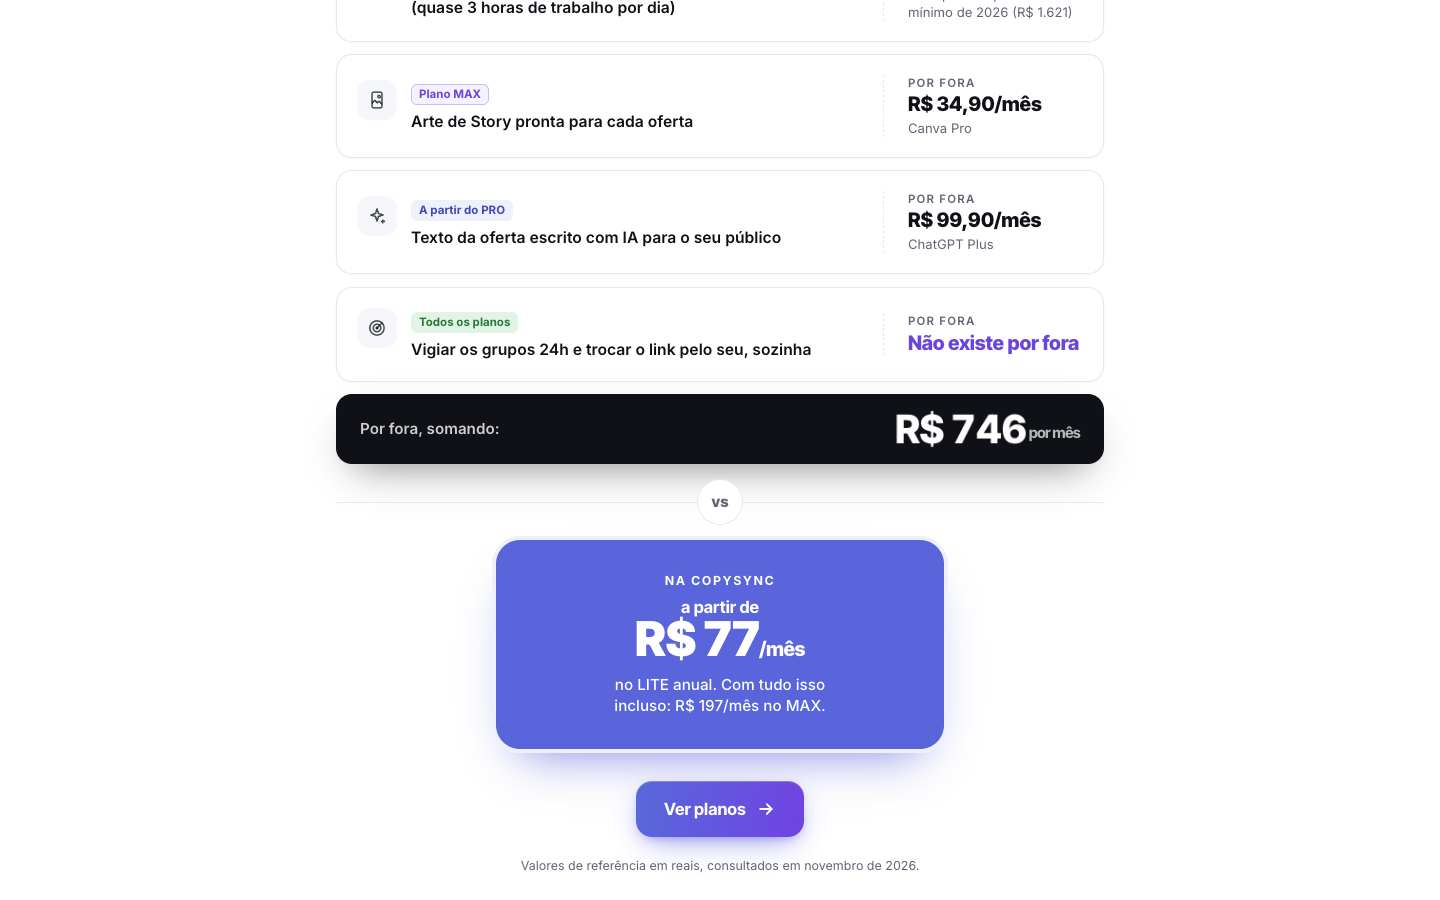 (quase 3 horas de trabalho por dia)
mínimo de 2026 (R$ 1.621)
Plano MAX
Arte de Story pronta para cada oferta
POR FORA
R$ 34,90/mês
Canva Pro
A partir do PRO
Texto da oferta escrito com IA para o seu público
POR FORA
R$ 99,90/mês
ChatGPT Plus
Todos os planos
Vigiar os grupos 24h e trocar o link pelo seu, sozinha
POR FORA
Não existe por fora
Por fora, somando:
R$ 746 por mês
vs
NA COPYSYNC
a partir de
R$ 77/mês
no LITE anual. Com tudo isso
incluso: R$ 197/mês no MAX.
Ver planos
Valores de referência em reais, consultados em novembro de 2026.